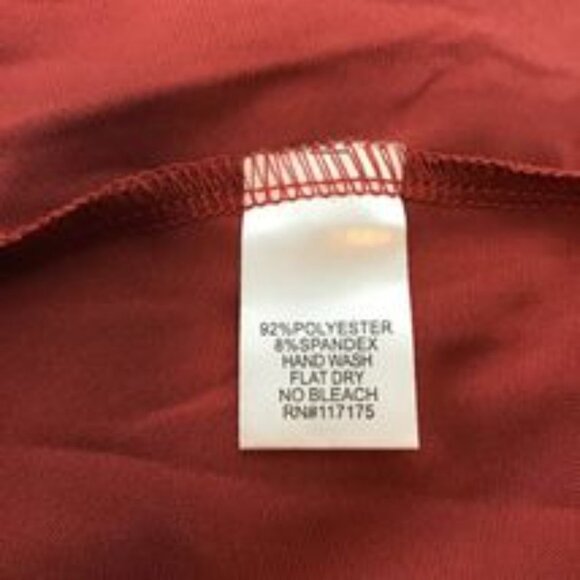 92%POLYESTER
8%SPANDEX
HAND WASH
FLAT DRY
NO BLEACH
RN#117175